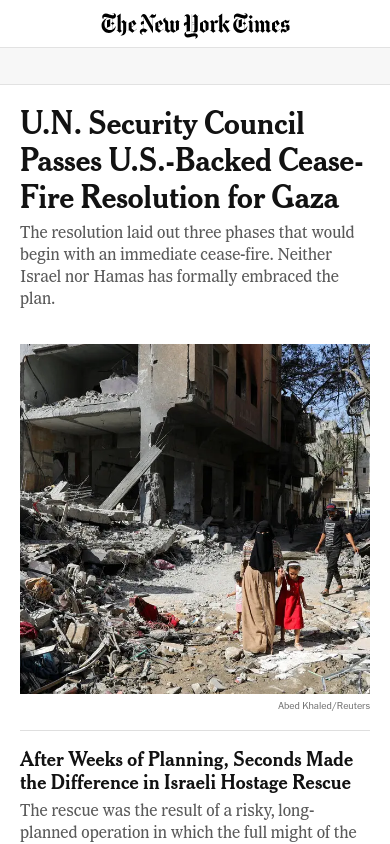 The New York Times
U.N. Security Council
Passes U.S.-Backed Cease-
Fire Resolution for Gaza
The resolution laid out three phases that would
begin with an immediate cease-fire. Neither
Israel nor Hamas has formally embraced the
plan.
Abed Khaled/Reuters
After Weeks of Planning, Seconds Made
the Difference in Israeli Hostage Rescue
The rescue was the result of a risky, long-
planned operation in which the full might of the